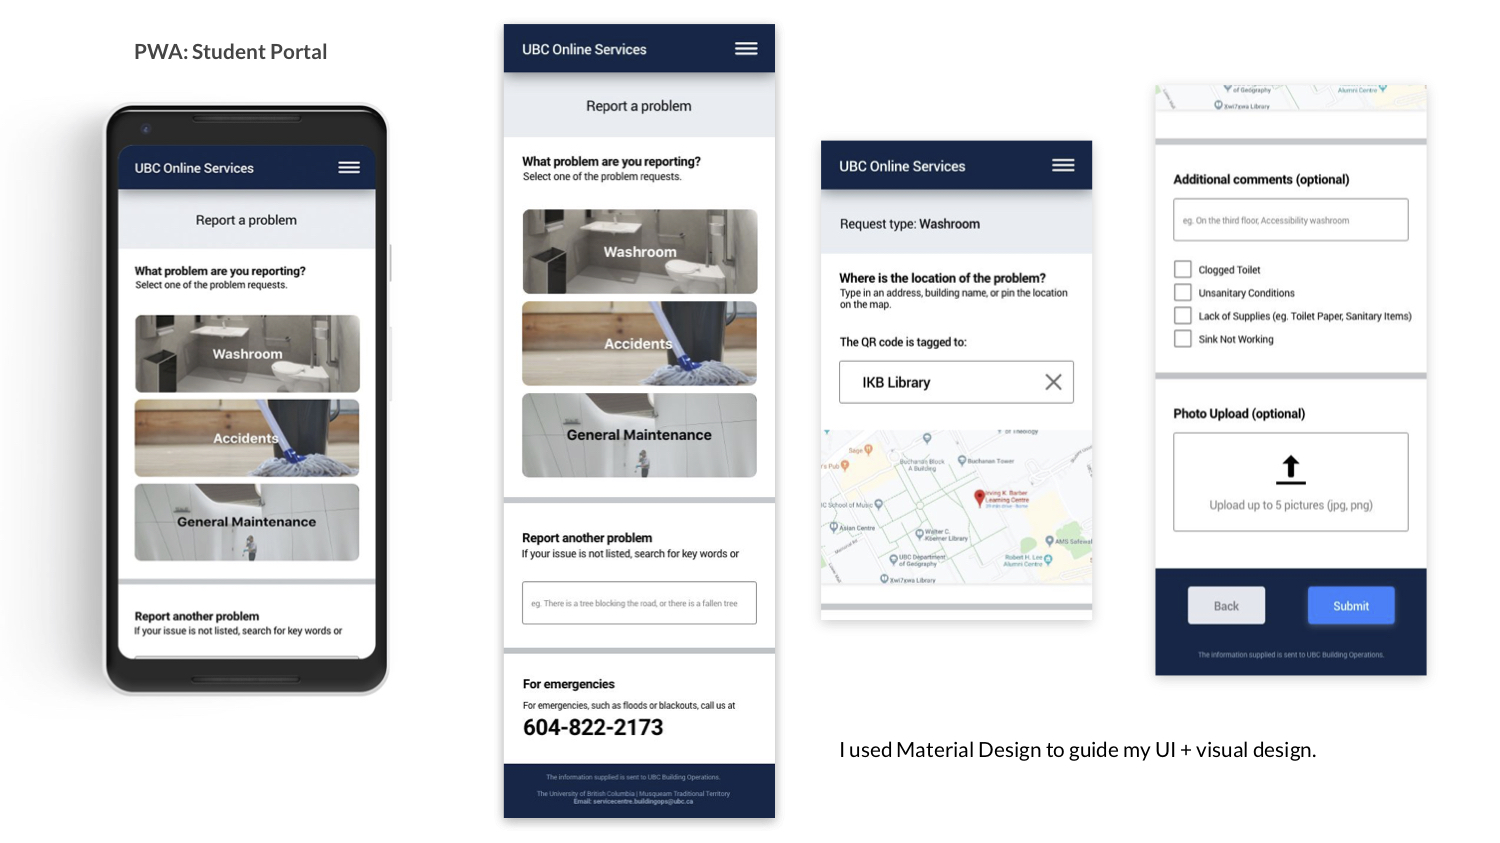 PWA: Student Portal
UBC Online Services
Report a problem
What problem are you reporting?
Select one of the problem requests.
Washroom
Accidents
General Maintenance
Report another problem
If your issue is not listed, search for key words or
UBC Online Services
Report a problem
What problem are you reporting?
Select one of the problem requests.
Washroom
Accidents
General Maintenance
Report another problem
If your issue is not listed, search for key words or
eg. There is a tree blocking the road, or there is a fallen tree
For emergencies
For emergencies, such as floods or blackouts, call us at
604-822-2173
The information supplied is sent to UBC Building Operations.
The University of British Columbia | Musqueam Traditional Territory
Email: servicecentre.buildingops@ubc.ca
UBC Online Services
Request type: Washroom
Where is the location of the problem?
Type in an address, building name, or pin the location
on the map.
The QR code is tagged to:
IKB Library
of Theology
Sage
's Pub
Buchanan Block
A Building
Buchanan Tower
Irving K. Barber
Learning Centre
C School of Music
Asian Centre
Memorial Rd
Walter C.
Koerner Library
AMS Safewal
UBC Department
of Geography
Robert H. Lee
Alumni Centre
Xwi7xwa Library
of Geography
Alumni Centre
Xwi7xwa Library
Additional comments (optional)
eg. On the third floor, Accessibility washroom
Clogged Toilet
Unsanitary Conditions
Lack of Supplies (eg. Toilet Paper, Sanitary Items)
Sink Not Working
Photo Upload (optional)
Upload up to 5 pictures (jpg, png)
Back
Submit
The information supplied is sent to UBC Building Operations.
I used Material Design to guide my UI + visual design.